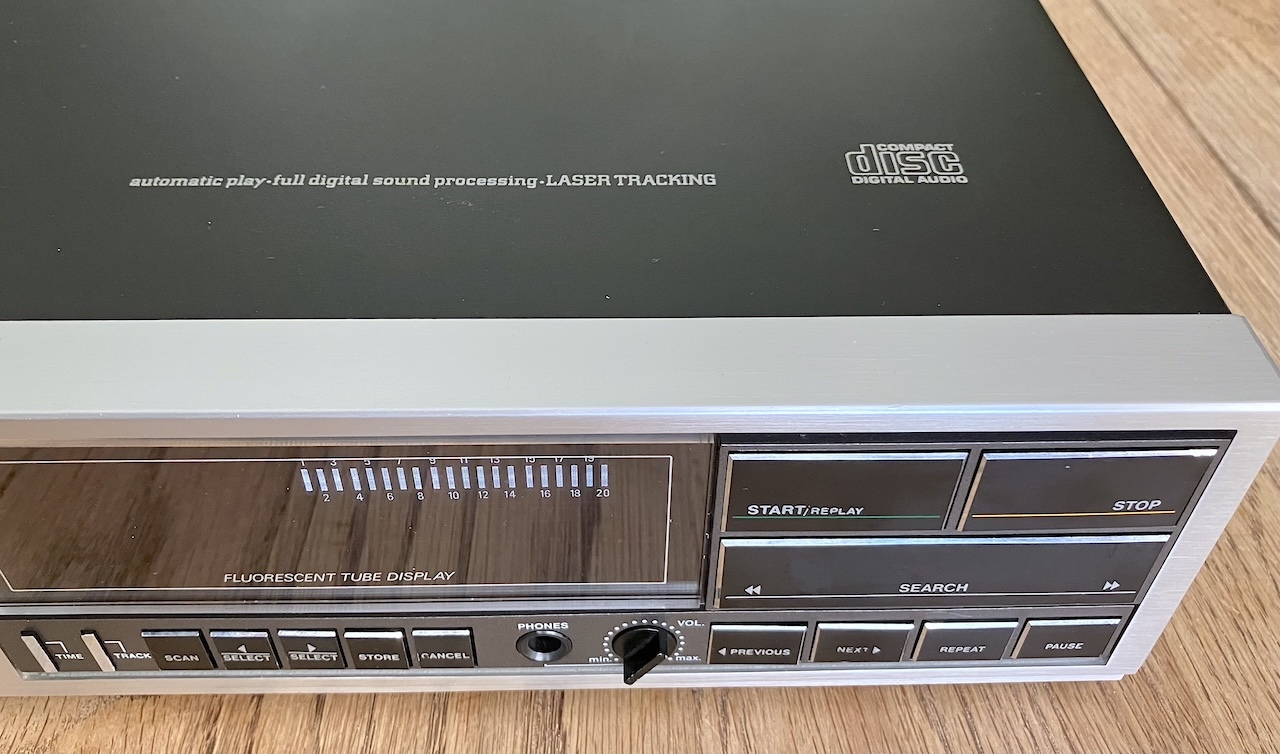 automatic play·full digital sound processing·LASER TRACKING
COMPACT
disc
DIGITAL AUDIO
1 3 5 7 9 11 13 15 17 19
2 4 6 8 10 12 14 16 18 20
FLUORESCENT TUBE DISPLAY
START/REPLAY
STOP
SEARCH
TIME
TRACK
SCAN
SELECT
SELECT
STORE
CANCEL
PHONES
VOL.
min.
max.
PREVIOUS
NEXT
REPEAT
PAUSE